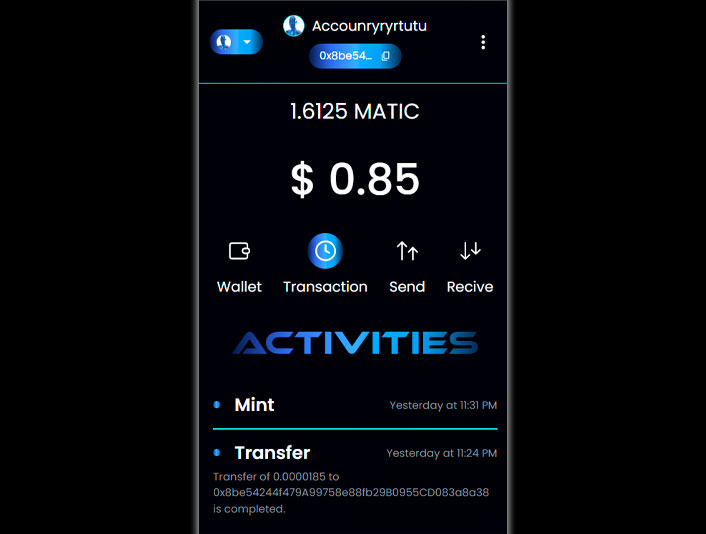 Accounryryrtutu
0x8be54...
1.6125 MATIC
$ 0.85
Wallet Transaction Send Recive
ACTIVITIES
Mint Yesterday at 11:31 PM
Transfer Yesterday at 11:24 PM
Transfer of 0.0000185 to
0x8be54244f479A99758e88fb29B0955CD083a8a38
is completed.